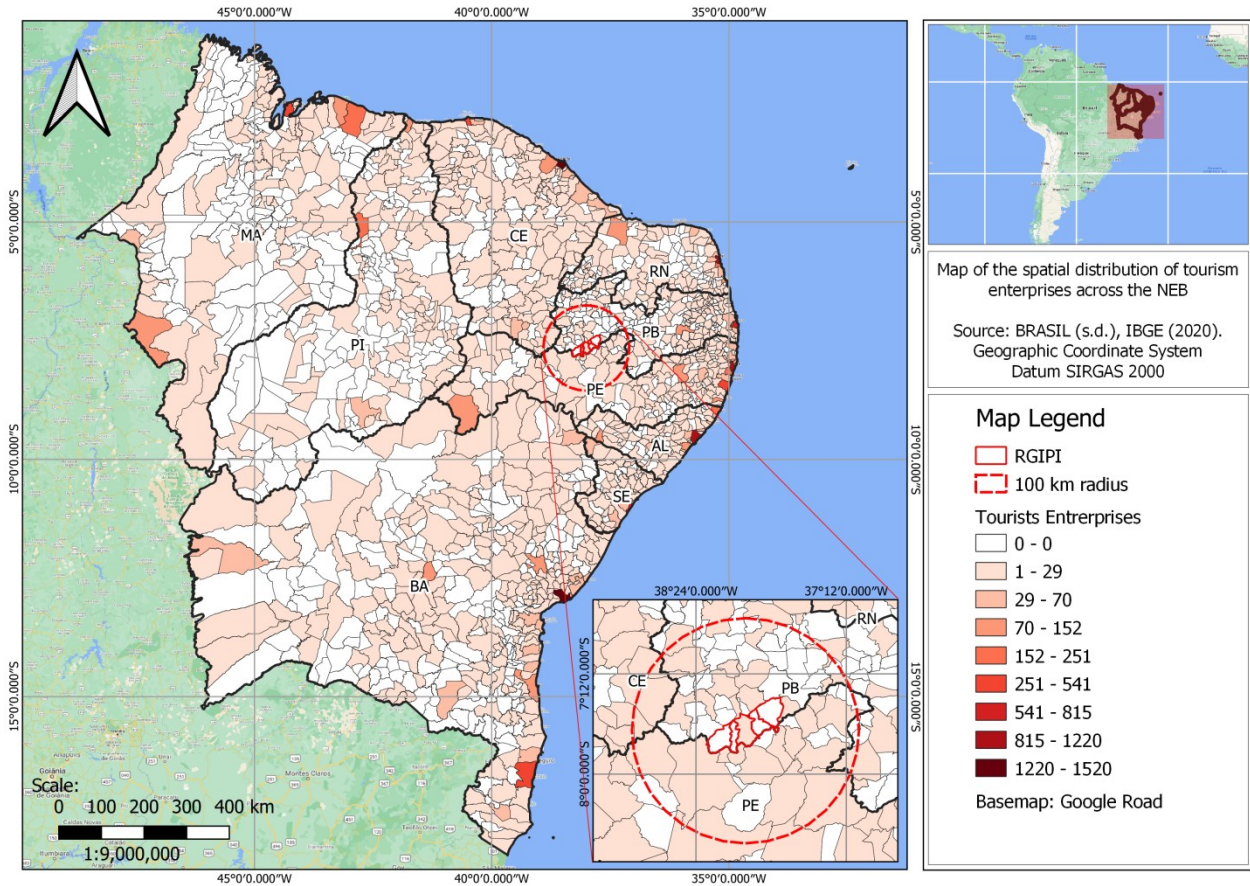 45°0'0.000"W 40°0'0.000"W 35°0'0.000"W
5°0'0.000"S
10°0'0.000"S
15°0'0.000"S
MA
PI
CE
RN
PB
PE
AL
SE
BA
Goiânia
Montes Claros
Scale:
0 100 200 300 400 km
1:9,000,000
45°0'0.000"W 40°0'0.000"W 35°0'0.000"W
5°0'0.000"S
10°0'0.000"S
15°0'0.000"S
38°24'0.000"W 37°12'0.000"W
7°12'0.000"S
8°0'0.000"S
RN
CE
PB
PE
Map of the spatial distribution of tourism
enterprises across the NEB
Source: BRASIL (s.d.), IBGE (2020).
Geographic Coordinate System
Datum SIRGAS 2000
Map Legend
RGIPI
100 km radius
Tourists Entrerprises
0 - 0
1 - 29
29 - 70
70 - 152
152 - 251
251 - 541
541 - 815
815 - 1220
1220 - 1520
Basemap: Google Road